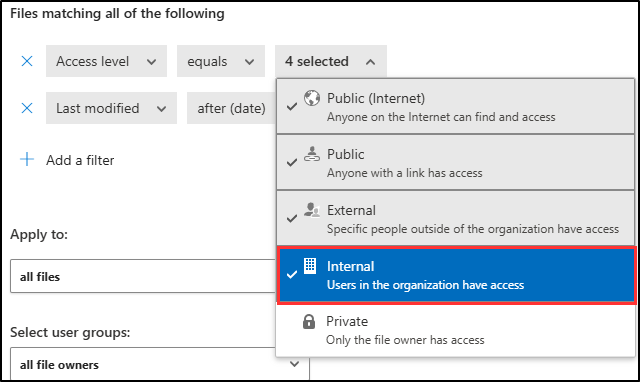 Files matching all of the following
Access level equals 4 selected
Public (Internet)
Anyone on the Internet can find and access
Last modified after (date)
Public
Anyone with a link has access
Add a filter
External
Specific people outside of the organization have access
Apply to:
all files
Internal
Users in the organization have access
Private
Only the file owner has access
Select user groups:
all file owners